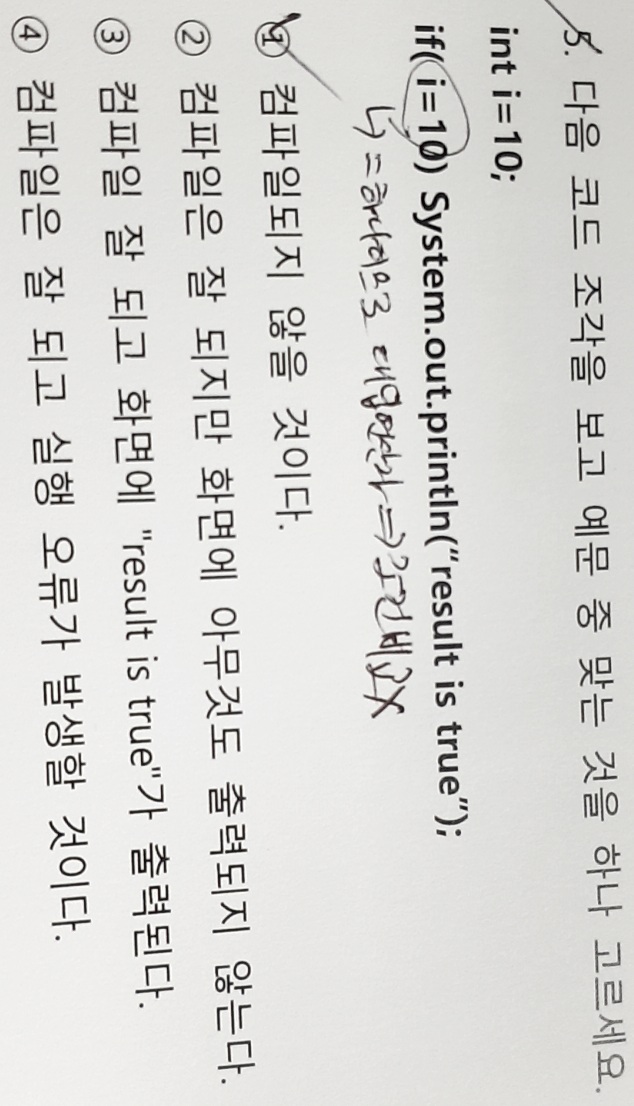 5. 다음 코드 조각을 보고 예문 중 맞는 것을 하나 고르세요.
int i=10;
if( i=10) System.out.println(“result is true”);
↳ = 하나이므로 대입연산자 ⇒ 조건비교X
① 컴파일되지 않을 것이다.
② 컴파일은 잘 되지만 화면에 아무것도 출력되지 않는다.
③ 컴파일 잘 되고 화면에 "result is true"가 출력된다.
④ 컴파일은 잘 되고 실행 오류가 발생할 것이다.